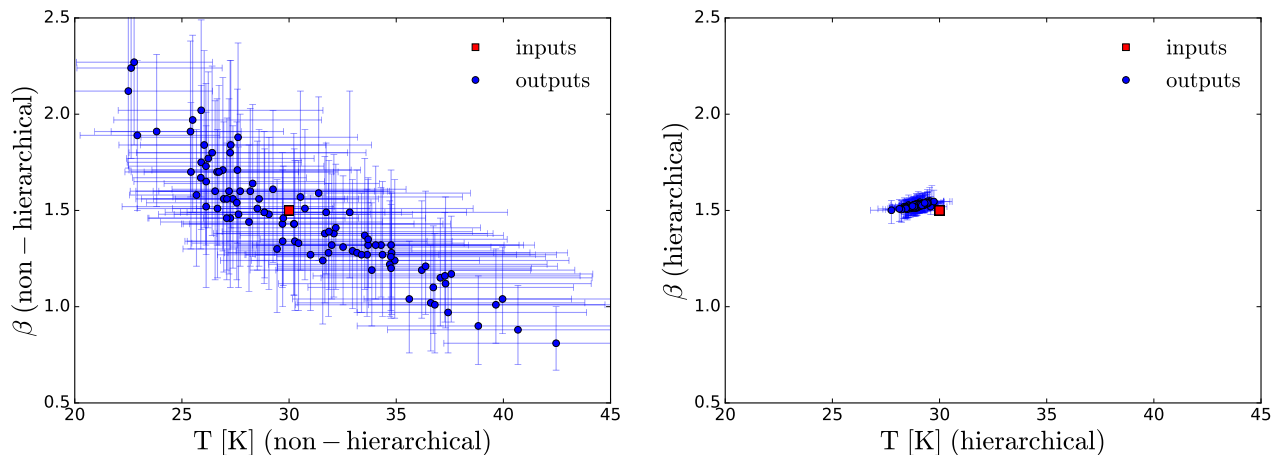 2.5
2.0
1.5
1.0
0.5
β (non − hierarchical)
inputs
outputs
20 25 30 35 40 45
T [K] (non − hierarchical)
2.5
2.0
1.5
1.0
0.5
β (hierarchical)
inputs
outputs
20 25 30 35 40 45
T [K] (hierarchical)